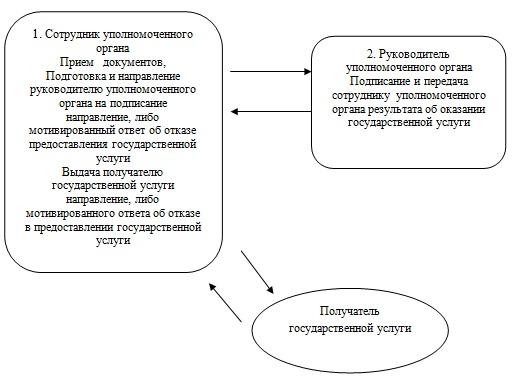 1. Сотрудник уполномоченного
органа
Прием документов,
Подготовка и направление
руководителю уполномоченного
органа на подписание
направление, либо
мотивированный ответ об отказе
предоставления государственной
услуги
Выдача получателю
государственной услуги
направление, либо
мотивированного ответа об отказе
в предоставлении государственной
услуги
2. Руководитель
уполномоченного органа
Подписание и передача
сотруднику уполномоченного
органа результата об оказании
государственной услуги
Получатель
государственной услуги